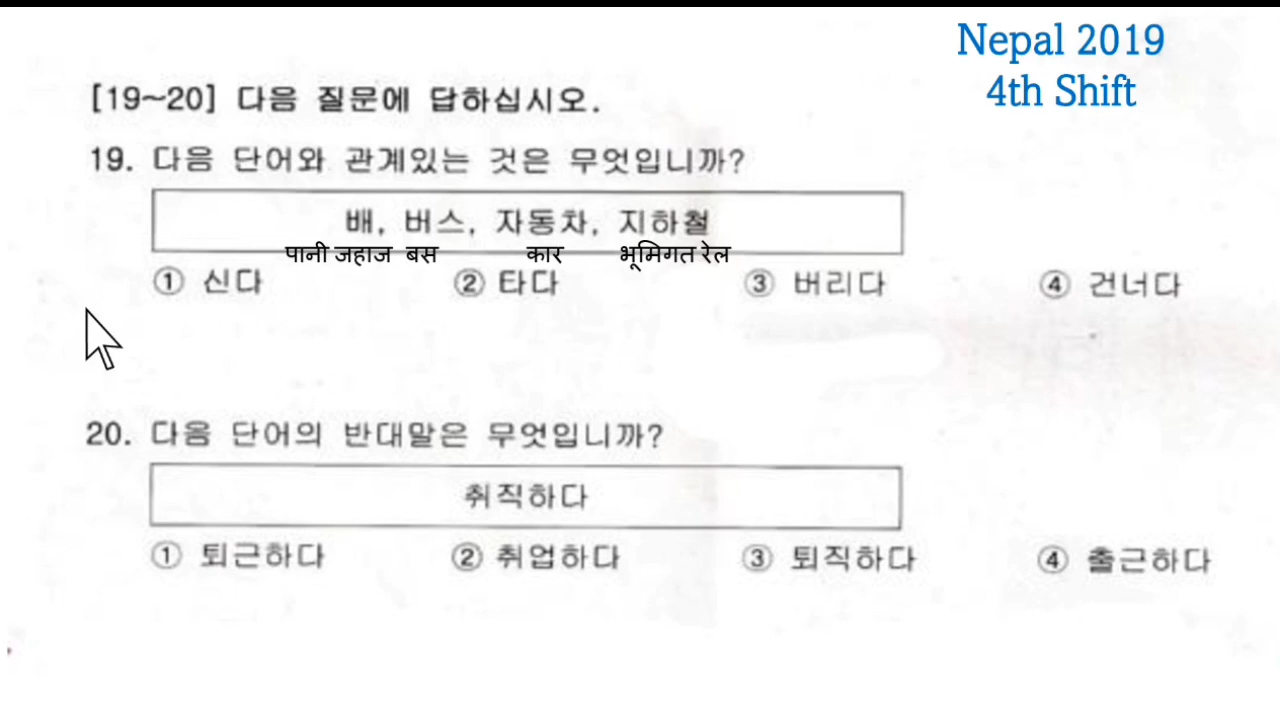 Nepal 2019
4th Shift
[19~20] 다음 질문에 답하십시오.
19. 다음 단어와 관계있는 것은 무엇입니까?
배, 버스, 자동차, 지하철
पानी जहाज बस कार भूमिगत रेल
① 신다 ② 타다 ③ 버리다 ④ 건너다
20. 다음 단어의 반대말은 무엇입니까?
취직하다
① 퇴근하다 ② 취업하다 ③ 퇴직하다 ④ 출근하다